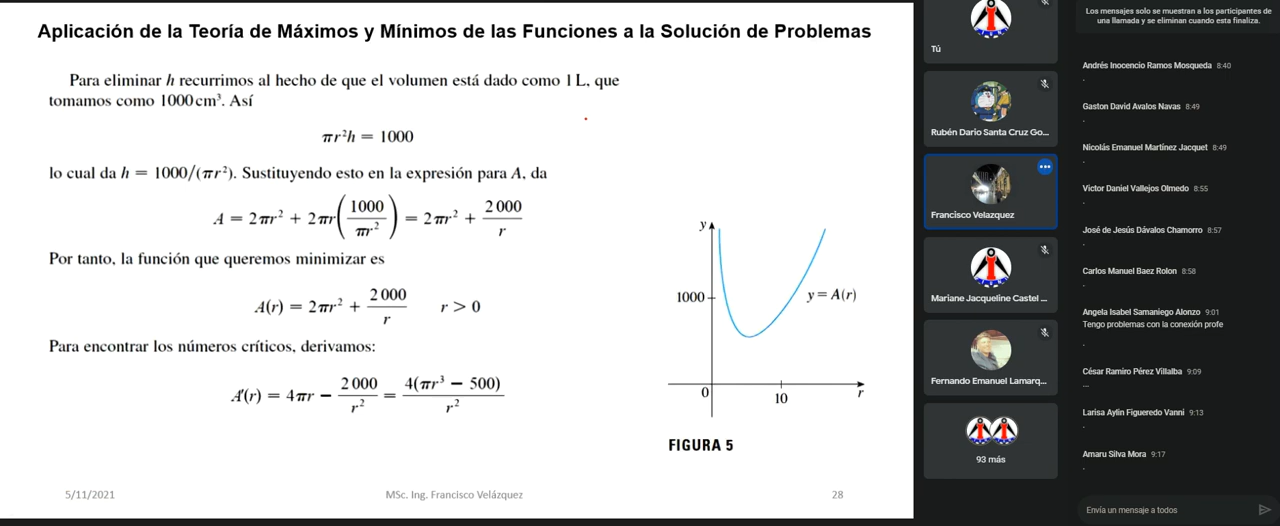 Aplicación de la Teoría de Máximos y Mínimos de las Funciones a la Solución de Problemas
Para eliminar h recurrimos al hecho de que el volumen está dado como 1 L, que
tomamos como 1000 cm³. Así
πr²h = 1000
lo cual da h = 1000/(πr²). Sustituyendo esto en la expresión para A, da
A = 2πr² + 2πr(1000/πr²) = 2πr² + 2000/r
Por tanto, la función que queremos minimizar es
A(r) = 2πr² + 2000/r    r > 0
Para encontrar los números críticos, derivamos:
A'(r) = 4πr − 2000/r² = 4(πr³ − 500)/r²
y
1000
y = A(r)
0
10
r
FIGURA 5
5/11/2021
MSc. Ing. Francisco Velázquez
28
Tú
Rubén Dario Santa Cruz Go...
Francisco Velazquez
Mariane Jacqueline Castel ...
Fernando Emanuel Lamarq...
93 más
Los mensajes solo se muestran a los participantes de
una llamada y se eliminan cuando esta finaliza.
Andrés Inocencio Ramos Mosqueda 8:40
.
Gaston David Avalos Navas 8:49
.
Nicolás Emanuel Martínez Jacquet 8:49
.
Victor Daniel Vallejos Olmedo 8:55
.
José de Jesús Dávalos Chamorro 8:57
.
Carlos Manuel Baez Rolon 8:58
.
Angela Isabel Samaniego Alonzo 9:01
Tengo problemas con la conexión profe
.
César Ramiro Pérez Villalba 9:09
...
Larisa Aylin Figueredo Vanni 9:13
.
Amaru Silva Mora 9:17
.
Envía un mensaje a todos